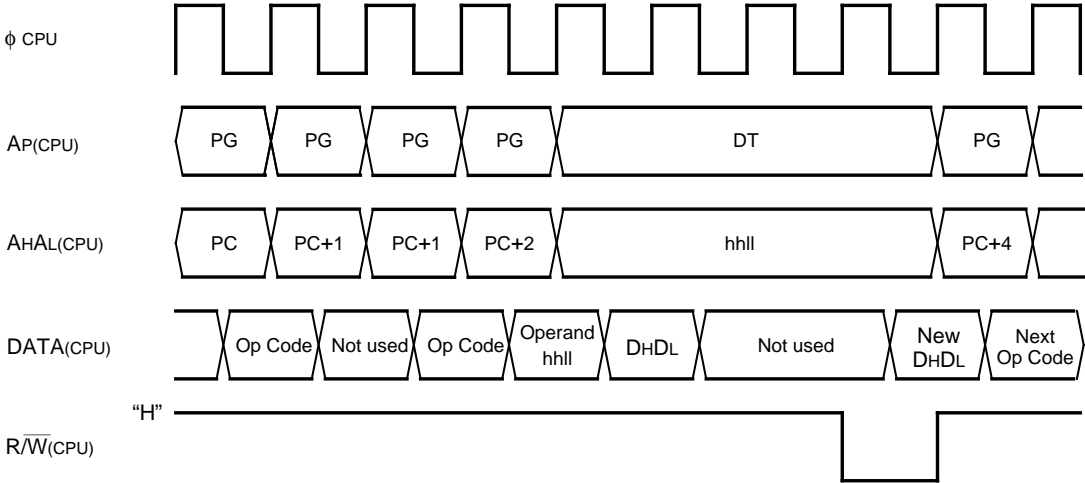 ϕ CPU
AP(CPU) PG PG PG PG DT PG
AHAL(CPU) PC PC+1 PC+1 PC+2 hhll PC+4
DATA(CPU) Op Code Not used Op Code Operand hhll DHDL Not used New DHDL Next Op Code
“H”
R/W̅(CPU)